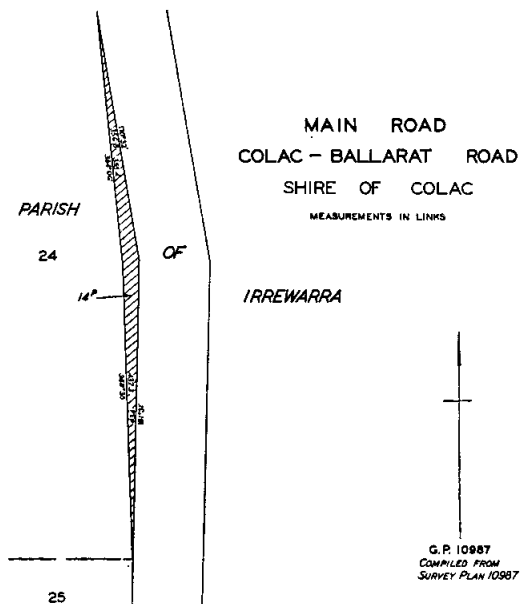 MAIN ROAD
COLAC - BALLARAT ROAD
SHIRE OF COLAC
MEASUREMENTS IN LINKS
PARISH
OF
IRREWARRA
24
14P
25
G.P. 10987
COMPILED FROM
SURVEY PLAN 10987